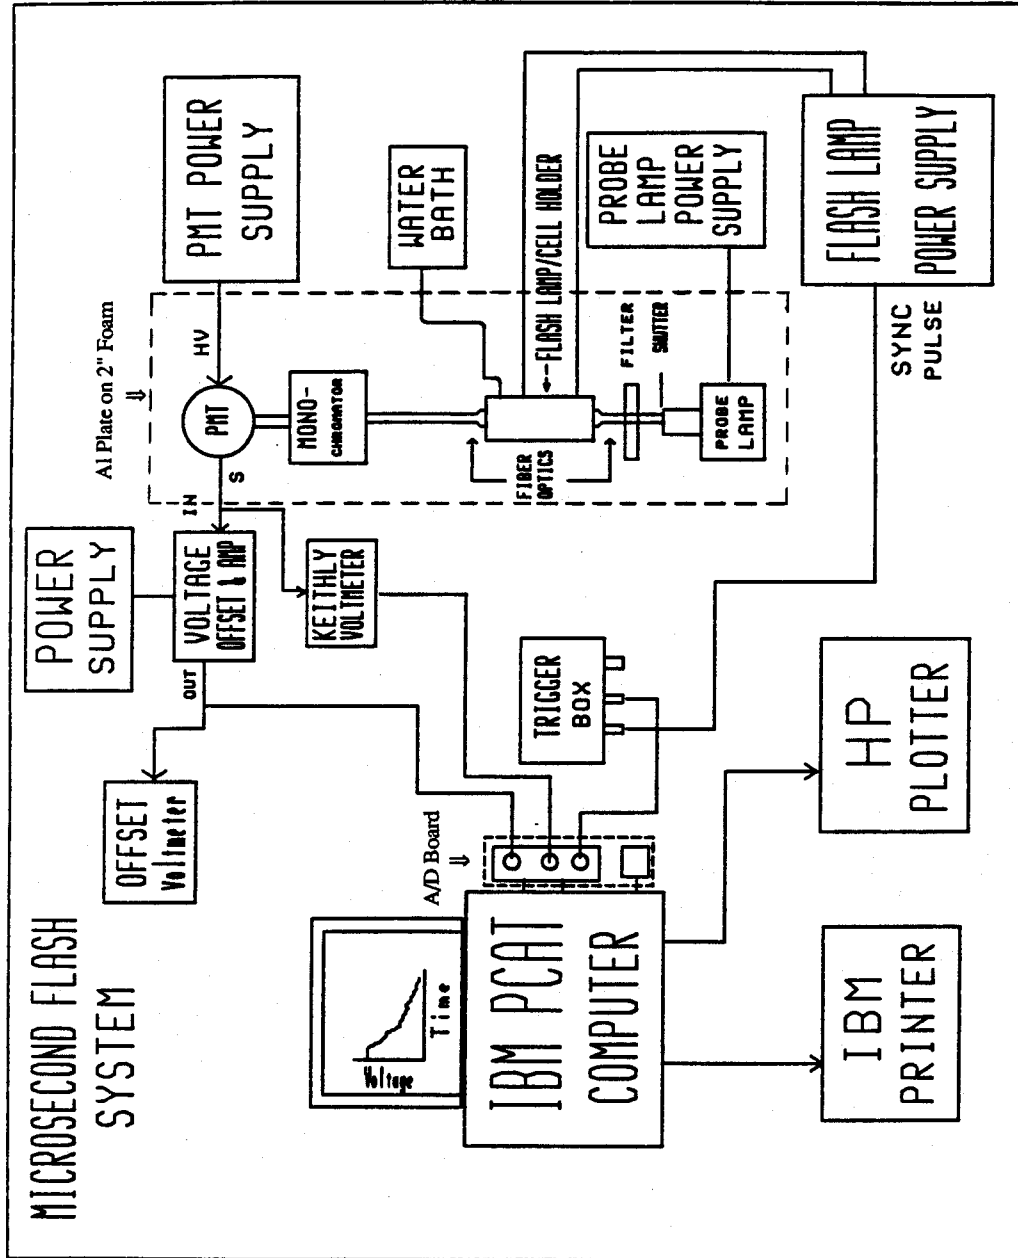 MICROSECOND FLASH
SYSTEM
OFFSET
Voltmeter
POWER
SUPPLY
VOLTAGE
OFFSET & AMP
IN
OUT
KEITHLY
VOLTMETER
Al Plate on 2" Foam
⇓
S
PMT
HV
PMT POWER
SUPPLY
MONO-
CHROMATOR
WATER
BATH
FIBER
OPTICS
FLASH LAMP/CELL HOLDER
FILTER
SHUTTER
PROBE
LAMP
PROBE
LAMP
POWER
SUPPLY
FLASH LAMP
POWER SUPPLY
SYNC
PULSE
TRIGGER
BOX
A/D Board
⇓
Voltage
Time
IBM PCAT
COMPUTER
IBM
PRINTER
HP
PLOTTER